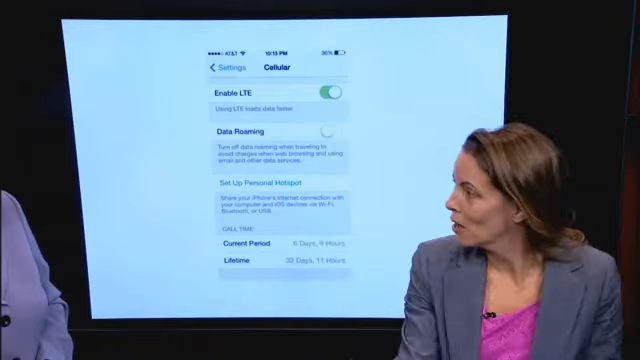 AT&T 10:13 PM 36%
Settings Cellular
Enable LTE
Using LTE loads data faster.
Data Roaming
Turn off data roaming when traveling to
avoid charges when web browsing and using
email and other data services.
Set Up Personal Hotspot
Share your iPhone's internet connection with
your computer and iOS devices via Wi-Fi,
Bluetooth, or USB.
CALL TIME
Current Period 6 Days, 9 Hours
Lifetime 32 Days, 11 Hours